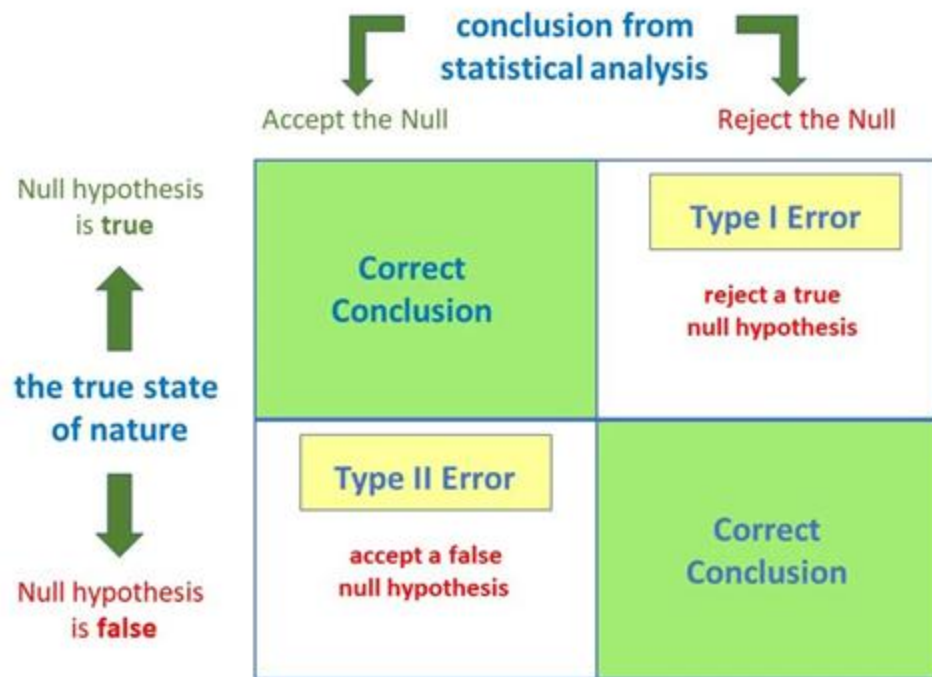 conclusion from
statistical analysis
Accept the Null
Reject the Null
Null hypothesis
is true
Correct
Conclusion
Type I Error
reject a true
null hypothesis
the true state
of nature
Type II Error
accept a false
null hypothesis
Correct
Conclusion
Null hypothesis
is false